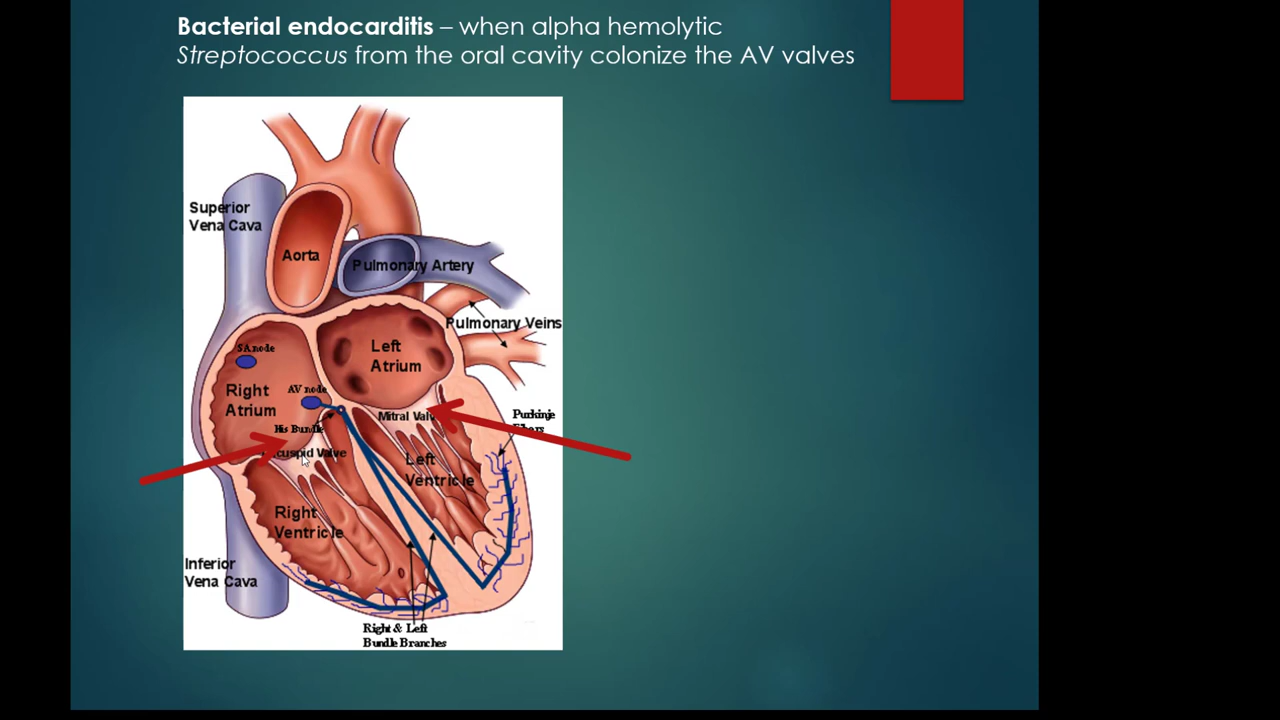 Bacterial endocarditis – when alpha hemolytic
Streptococcus from the oral cavity colonize the AV valves
Superior
Vena Cava
Aorta
Pulmonary Artery
Pulmonary Veins
SA node
Left
Atrium
AV node
Right
Atrium
Mitral
His Bundle
Valve
Left
Ventricle
Right
Ventricle
Inferior
Vena Cava
Right & Left
Bundle Branches